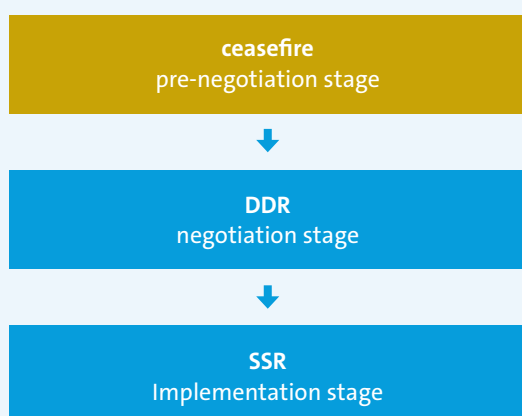 ceasefire
pre-negotiation stage
DDR
negotiation stage
SSR
Implementation stage